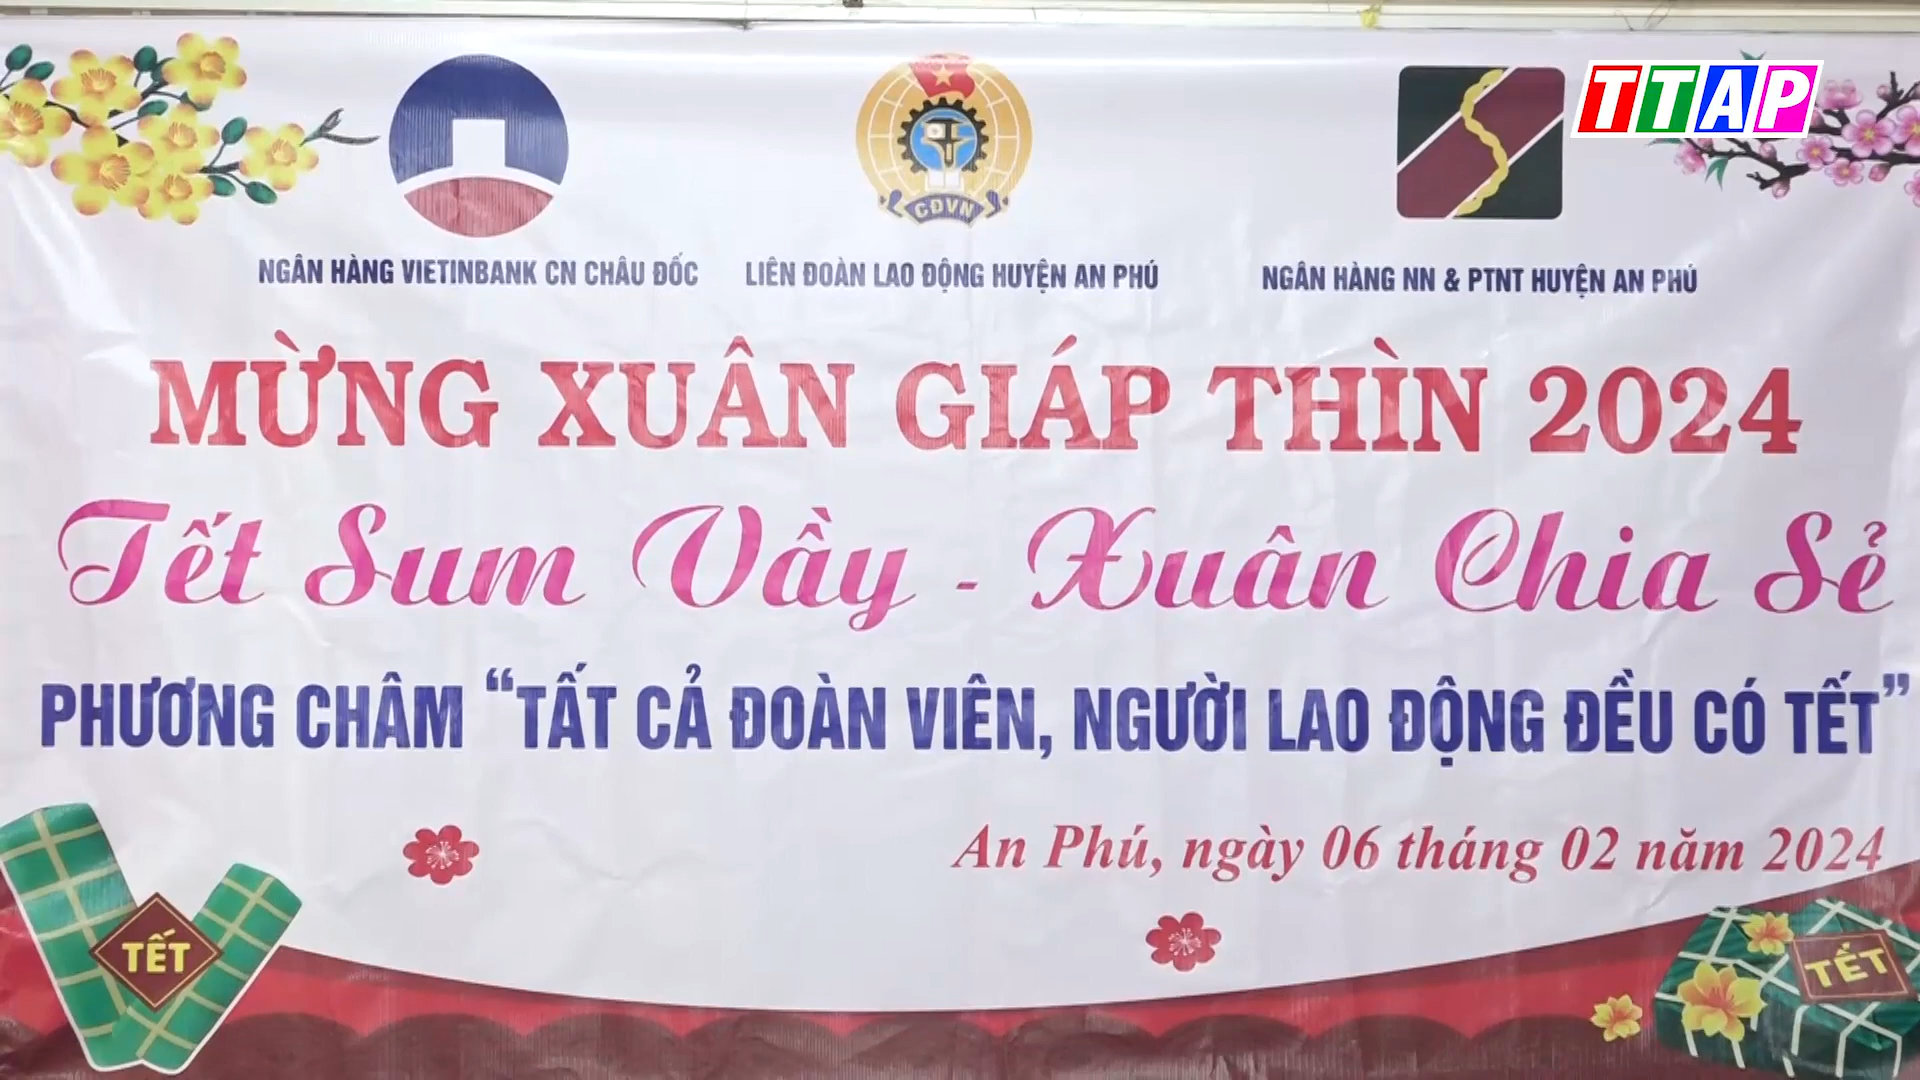 TTAP
CĐVN
NGÂN HÀNG VIETINBANK CN CHÂU ĐỐC
LIÊN ĐOÀN LAO ĐỘNG HUYỆN AN PHÚ
NGÂN HÀNG NN & PTNT HUYỆN AN PHÚ
MỪNG XUÂN GIÁP THÌN 2024
Tết Sum Vầy - Xuân Chia Sẻ
PHƯƠNG CHÂM “TẤT CẢ ĐOÀN VIÊN, NGƯỜI LAO ĐỘNG ĐỀU CÓ TẾT”
An Phú, ngày 06 tháng 02 năm 2024
TẾT
TẾT